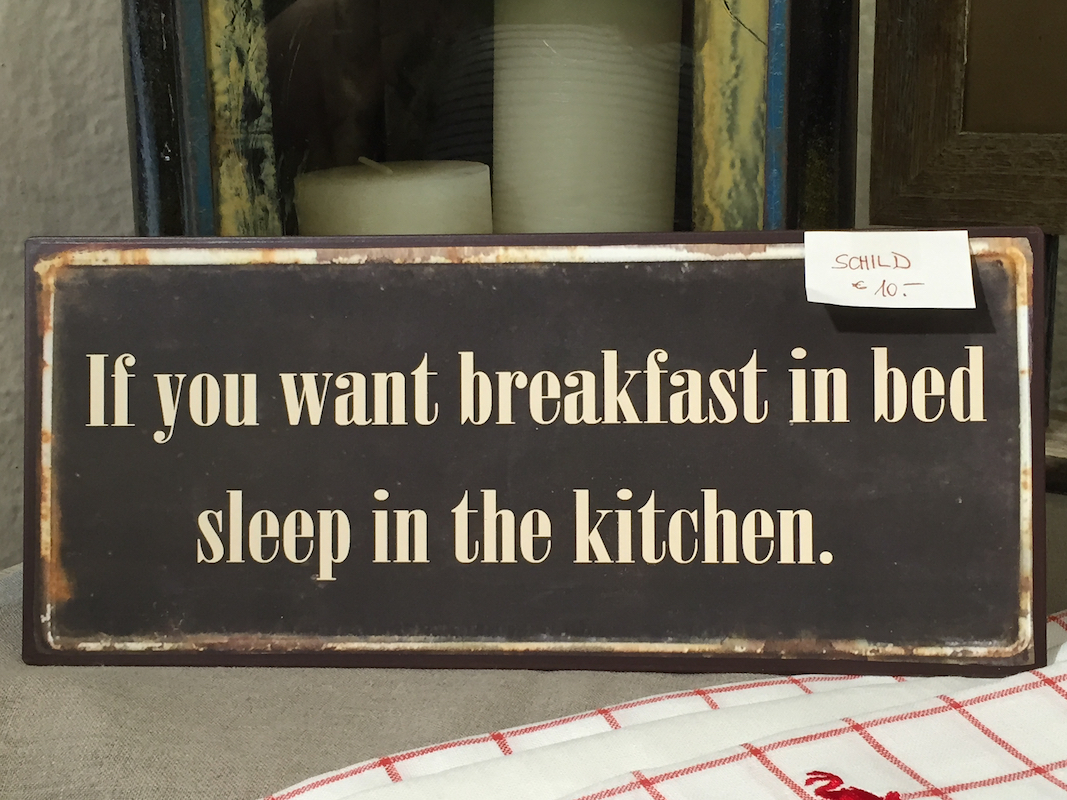 SCHILD
€ 10.-
If you want breakfast in bed
sleep in the kitchen.